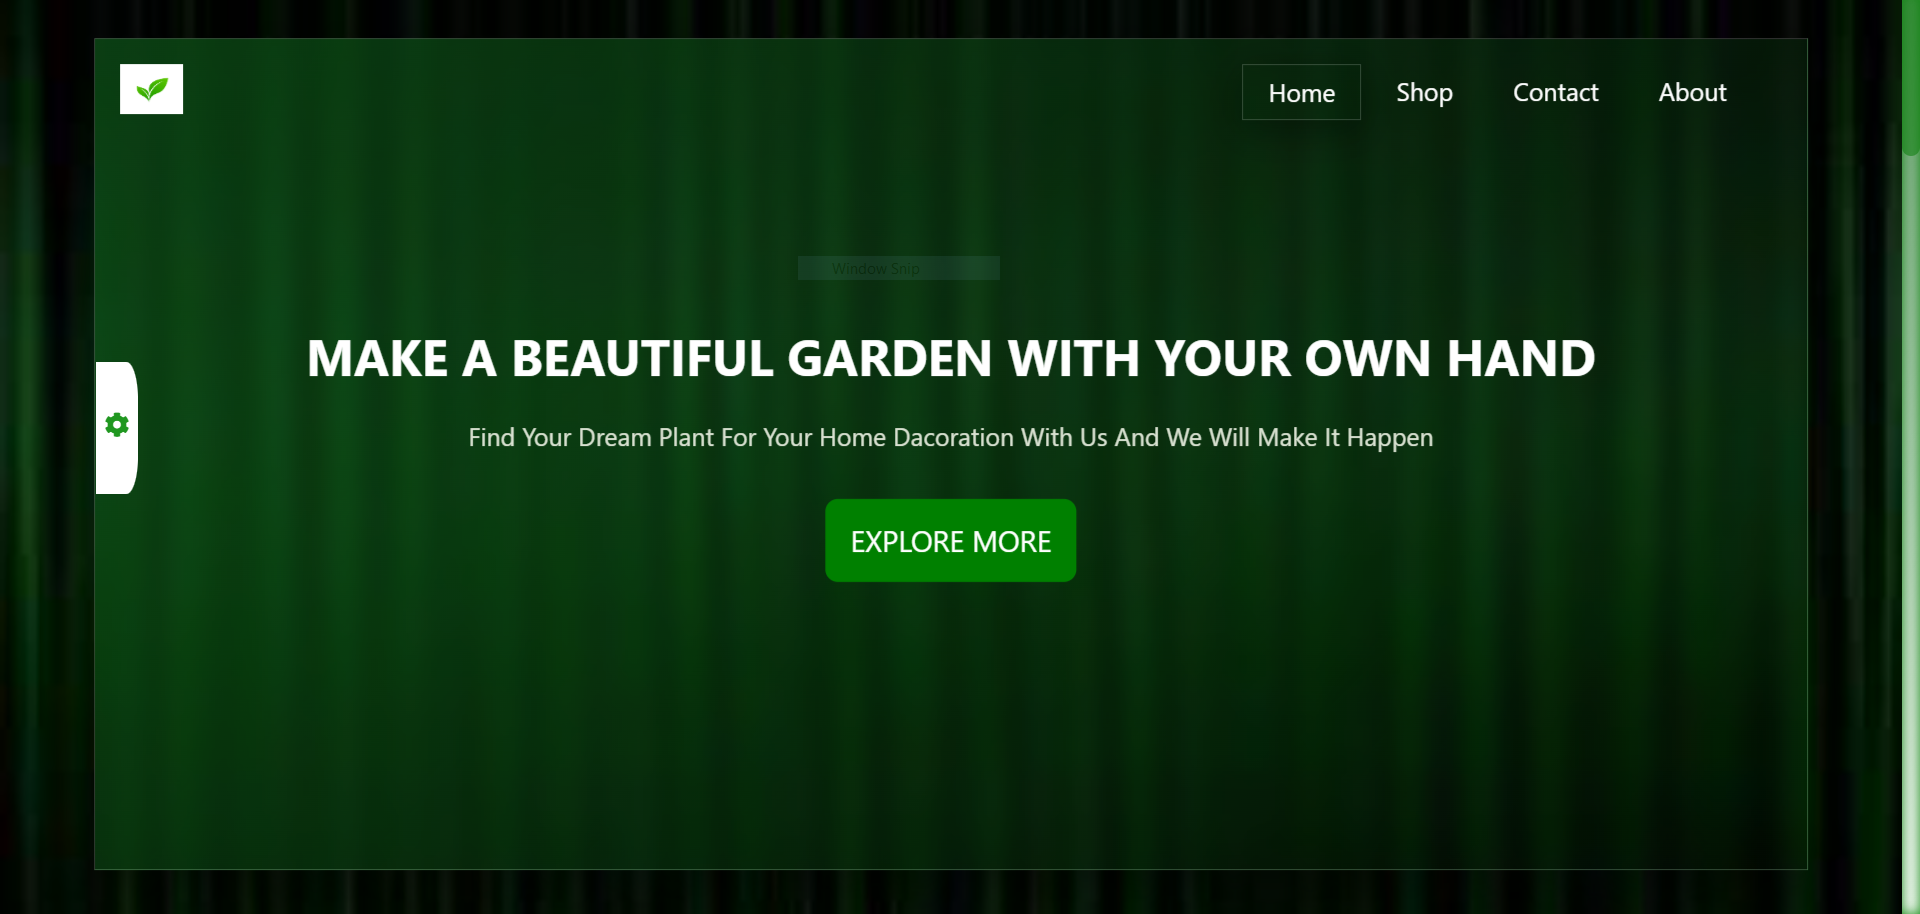 Home Shop Contact About
Window Snip
MAKE A BEAUTIFUL GARDEN WITH YOUR OWN HAND
Find Your Dream Plant For Your Home Dacoration With Us And We Will Make It Happen
EXPLORE MORE